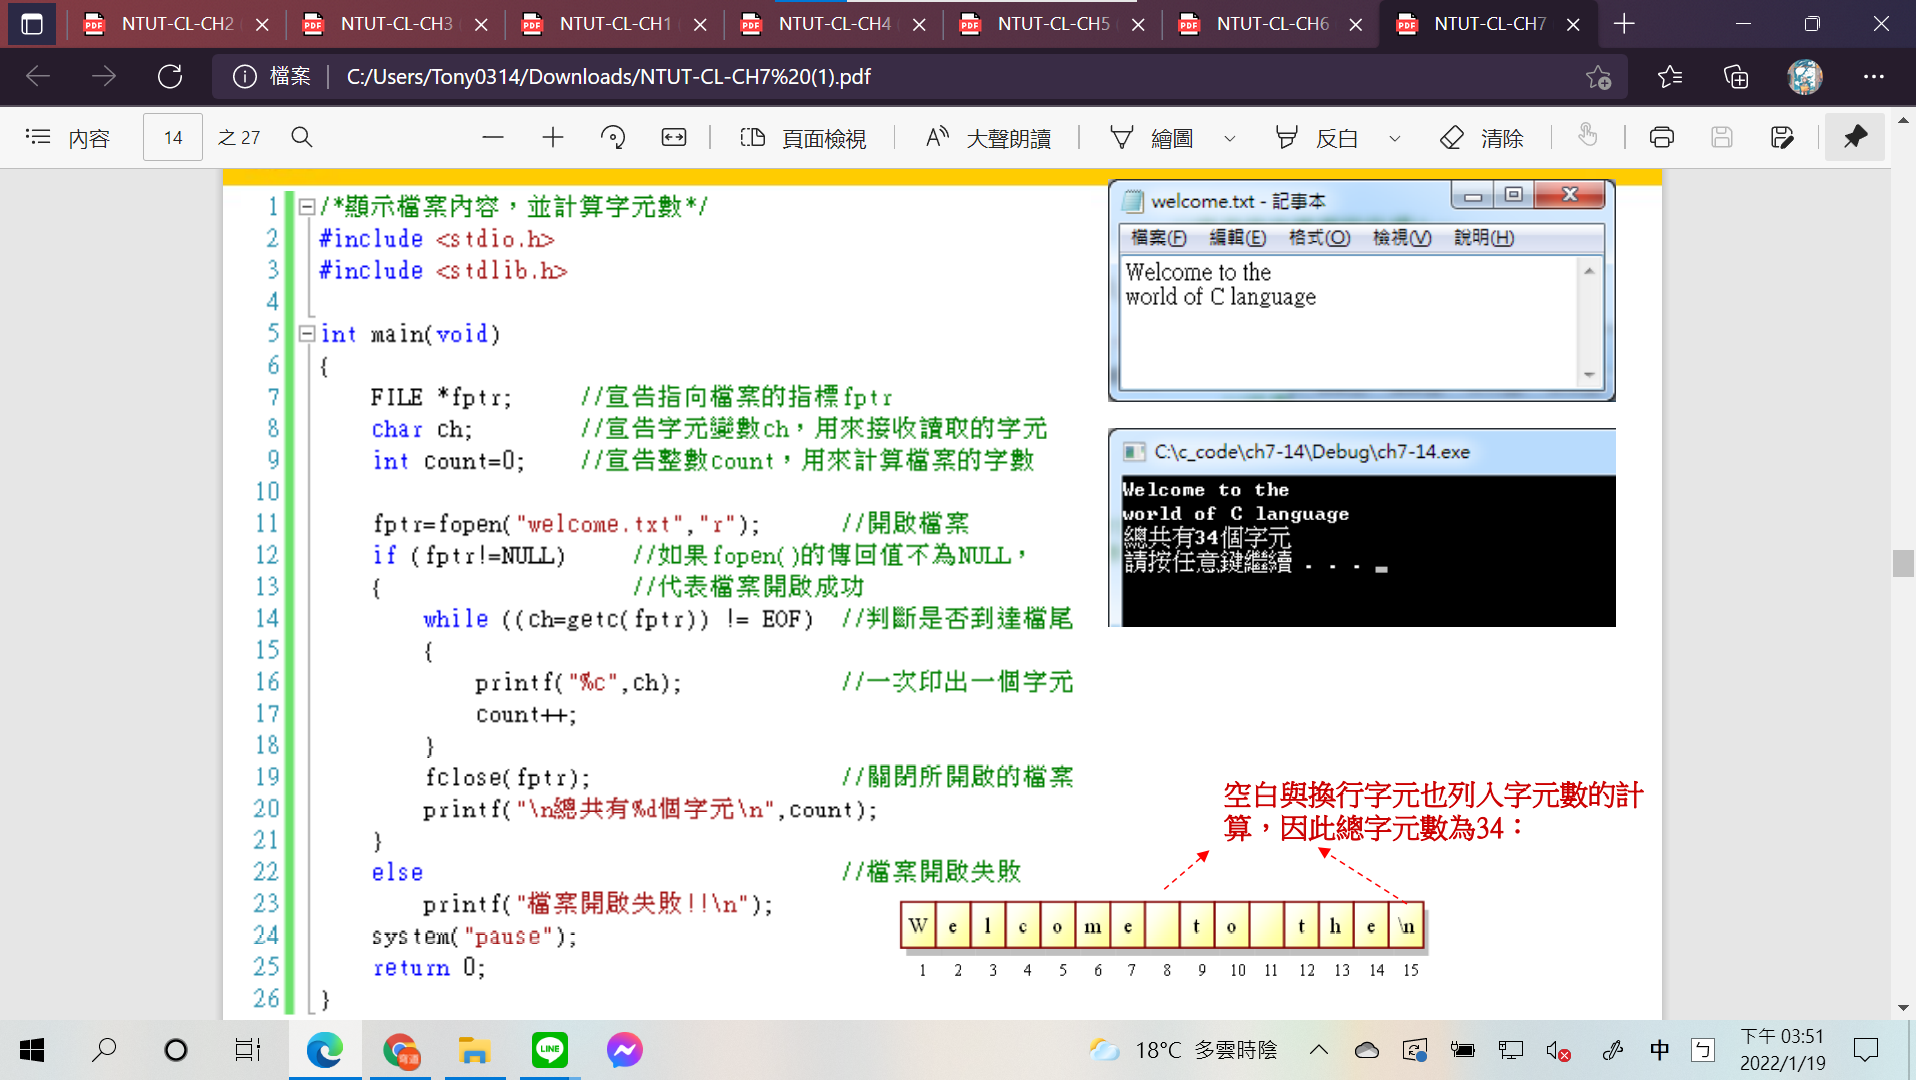 NTUT-CL-CH2
NTUT-CL-CH3
NTUT-CL-CH1
NTUT-CL-CH4
NTUT-CL-CH5
NTUT-CL-CH6
NTUT-CL-CH7
檔案 C:/Users/Tony0314/Downloads/NTUT-CL-CH7%20(1).pdf
內容 14 之 27 頁面檢視 大聲朗讀 繪圖 反白 清除
1 /*顯示檔案內容，並計算字元數*/
2 #include <stdio.h>
3 #include <stdlib.h>
4
5 int main(void)
6 {
7 FILE *fptr; //宣告指向檔案的指標fptr
8 char ch; //宣告字元變數ch，用來接收讀取的字元
9 int count=0; //宣告整數count，用來計算檔案的字數
10
11 fptr=fopen("welcome.txt","r"); //開啟檔案
12 if (fptr!=NULL) //如果fopen()的傳回值不為NULL，
13 { //代表檔案開啟成功
14 while ((ch=getc(fptr)) != EOF) //判斷是否到達檔尾
15 {
16 printf("%c",ch); //一次印出一個字元
17 count++;
18 }
19 fclose(fptr); //關閉所開啟的檔案
20 printf("\n總共有%d個字元\n",count);
21 }
22 else //檔案開啟失敗
23 printf("檔案開啟失敗!!\n");
24 system("pause");
25 return 0;
26 }
welcome.txt - 記事本
檔案(F) 編輯(E) 格式(O) 檢視(V) 說明(H)
Welcome to the
world of C language
C:\c_code\ch7-14\Debug\ch7-14.exe
Welcome to the
world of C language
總共有34個字元
請按任意鍵繼續 . . . _
空白與換行字元也列入字元數的計
算，因此總字元數為34：
W e l c o m e t o t h e \n
1 2 3 4 5 6 7 8 9 10 11 12 13 14 15
LINE
18°C 多雲時陰
中
下午 03:51
2022/1/19